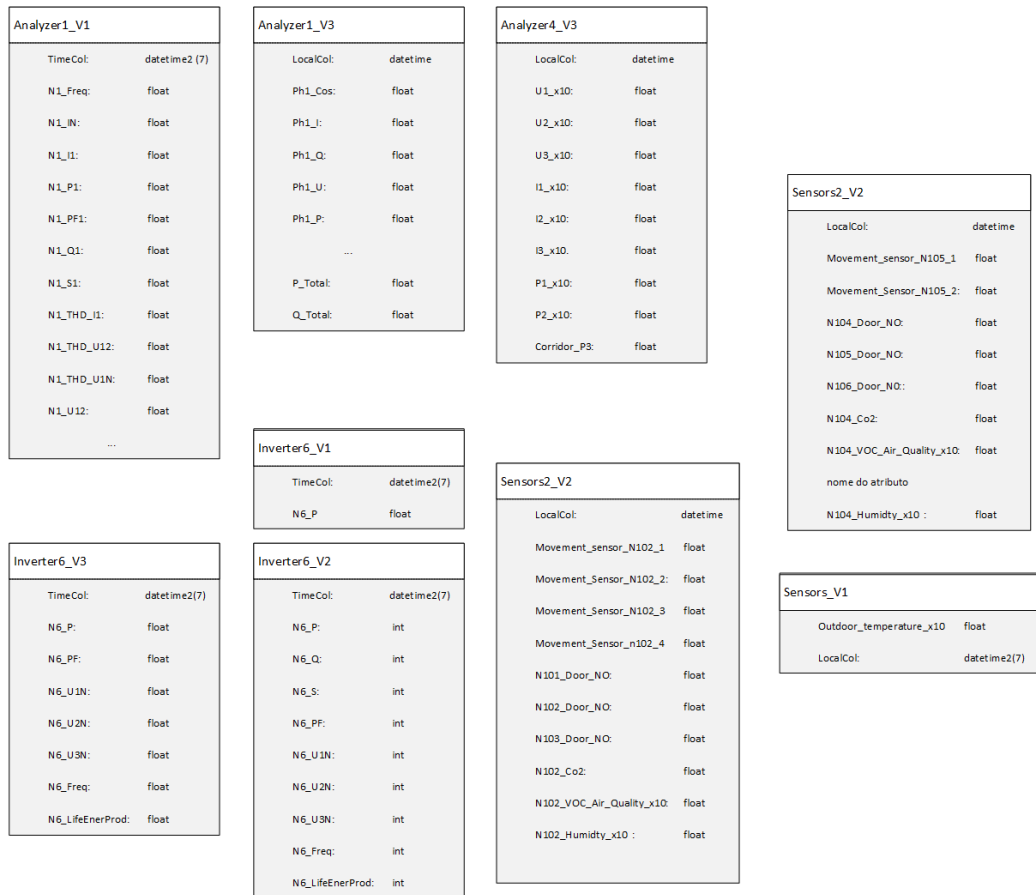 Analyzer1_V1
TimeCol: datetime2 (7)
N1_Freq: float
N1_IN: float
N1_I1: float
N1_P1: float
N1_PF1: float
N1_Q1: float
N1_S1: float
N1_THD_I1: float
N1_THD_U12: float
N1_THD_U1N: float
N1_U12: float
...
Analyzer1_V3
LocalCol: datetime
Ph1_Cos: float
Ph1_I: float
Ph1_Q: float
Ph1_U: float
Ph1_P: float
...
P_Total: float
Q_Total: float
Analyzer4_V3
LocalCol: datetime
U1_x10: float
U2_x10: float
U3_x10: float
I1_x10: float
I2_x10: float
I3_x10. float
P1_x10: float
P2_x10: float
Corridor_P3: float
Sensors2_V2
LocalCol: datetime
Movement_sensor_N105_1 float
Movement_Sensor_N105_2: float
N104_Door_NO: float
N105_Door_NO: float
N106_Door_NO:: float
N104_Co2: float
N104_VOC_Air_Quality_x10: float
nome do atributo
N104_Humidty_x10 : float
Inverter6_V1
TimeCol: datetime2(7)
N6_P float
Sensors2_V2
LocalCol: datetime
Movement_sensor_N102_1 float
Movement_Sensor_N102_2: float
Movement_Sensor_N102_3 float
Movement_Sensor_n102_4 float
N101_Door_NO: float
N102_Door_NO: float
N103_Door_NO: float
N102_Co2: float
N102_VOC_Air_Quality_x10: float
N102_Humidty_x10 : float
Inverter6_V3
TimeCol: datetime2(7)
N6_P: float
N6_PF: float
N6_U1N: float
N6_U2N: float
N6_U3N: float
N6_Freq: float
N6_LifeEnerProd: float
Inverter6_V2
TimeCol: datetime2(7)
N6_P: int
N6_Q: int
N6_S: int
N6_PF: int
N6_U1N: int
N6_U2N: int
N6_U3N: int
N6_Freq: int
N6_LifeEnerProd: int
Sensors_V1
Outdoor_temperature_x10 float
LocalCol: datetime2(7)